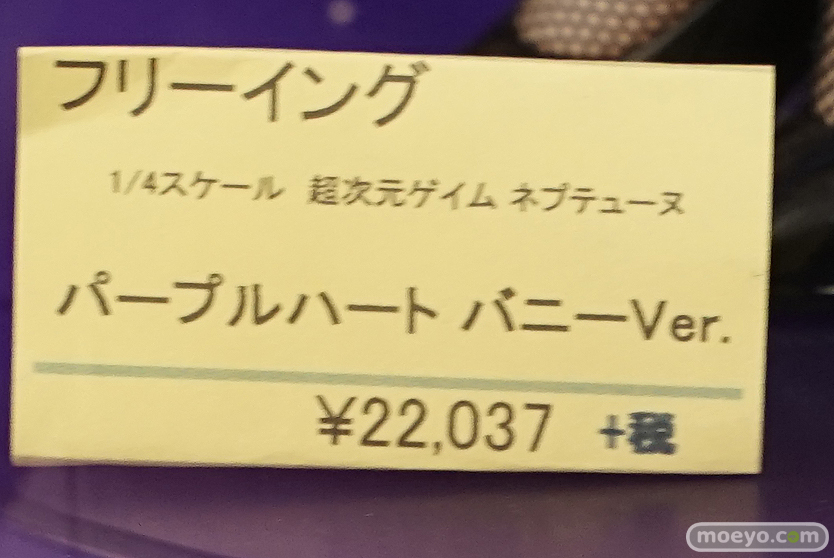 フリーイング
1/4スケール 超次元ゲイム ネプテューヌ
パープルハート バニーVer.
¥22,037 +税
moeyo.com